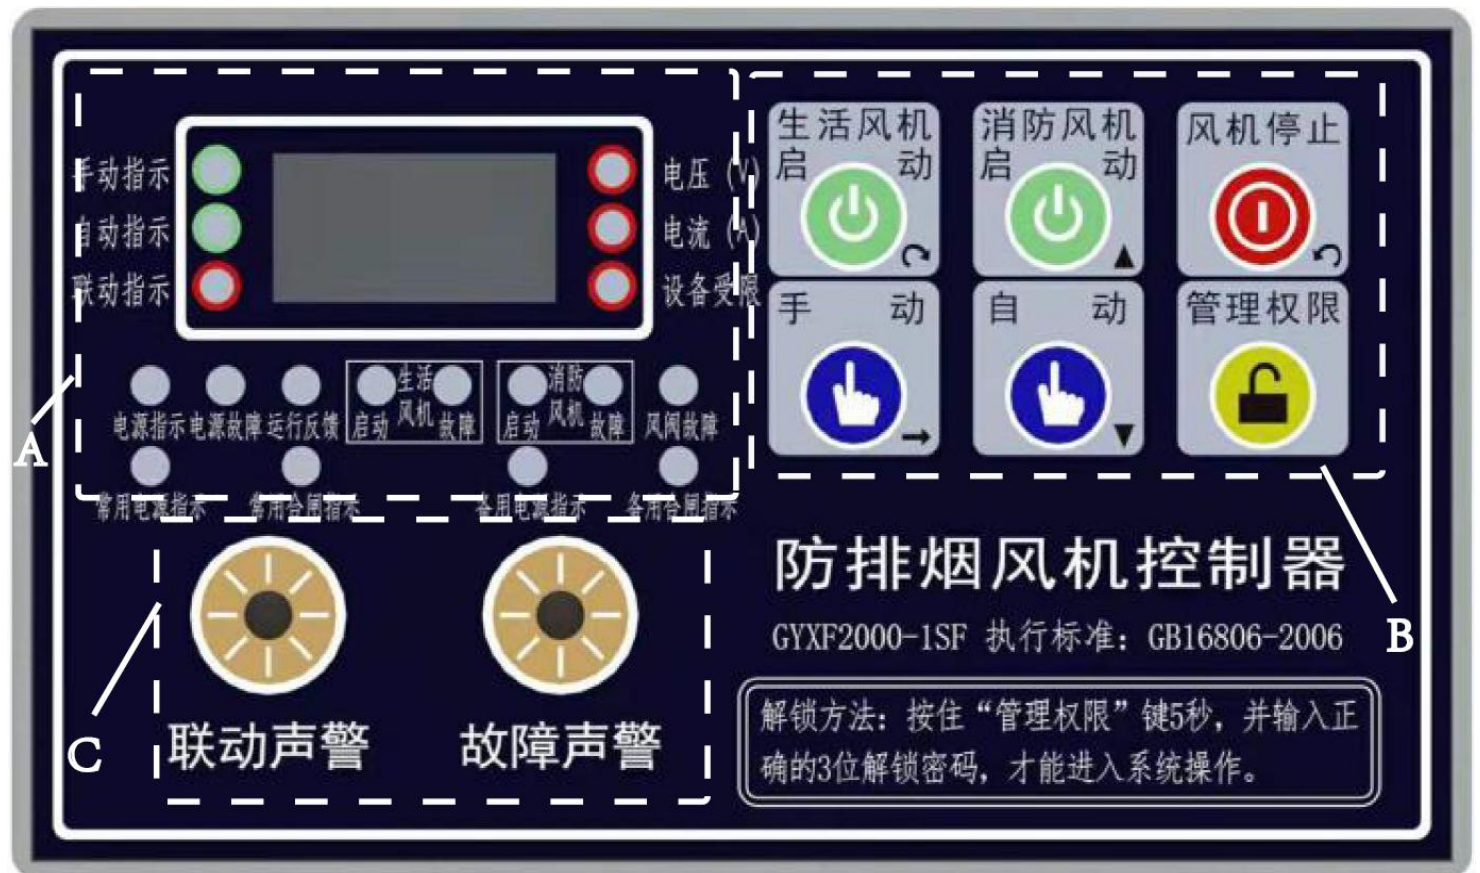 手动指示
自动指示
联动指示
电压 (V)
电流 (A)
设备受限
电源指示
电源故障
运行反馈
启动
生活
风机
故障
启动
消防
风机
故障
风阀故障
常用电源指示
常用合闸指示
备用电源指示
备用合闸指示
A
联动声警
故障声警
C
生活风机
启动
消防风机
启动
风机停止
手动
自动
管理权限
防排烟风机控制器
GYXF2000-1SF 执行标准：GB16806-2006
B
解锁方法：按住“管理权限”键5秒，并输入正
确的3位解锁密码，才能进入系统操作。